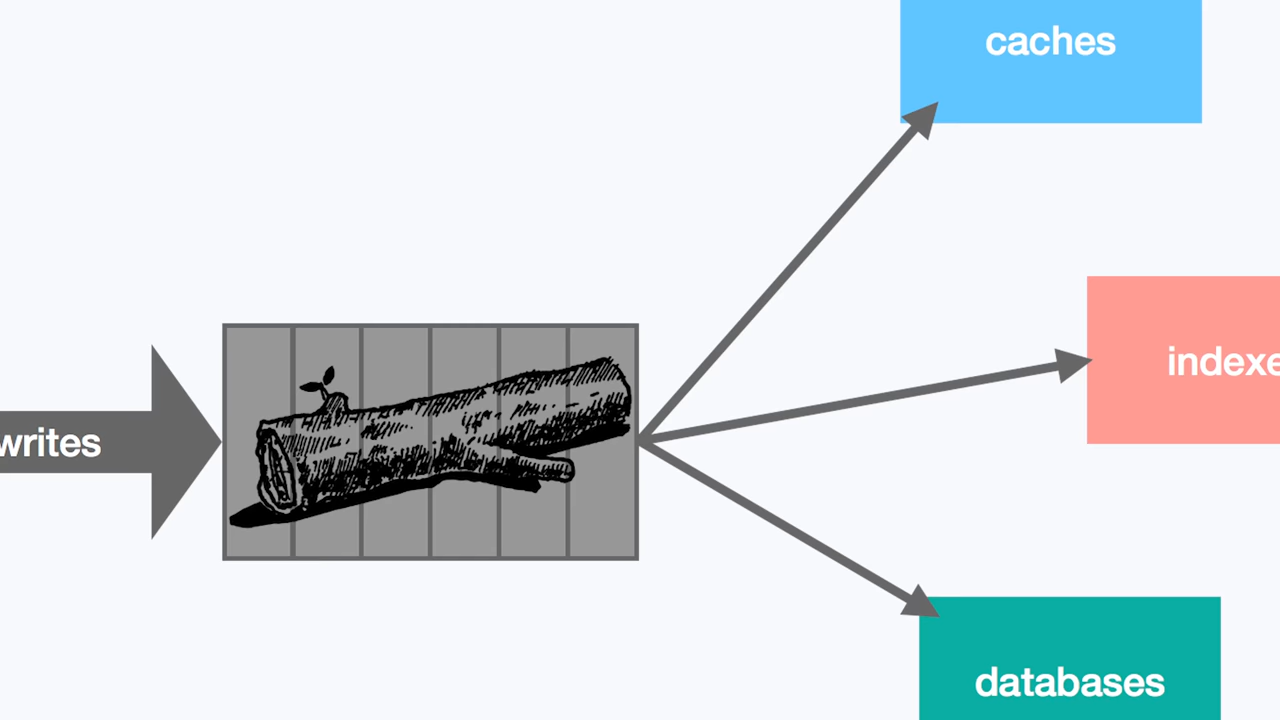 caches
indexe
writes
databases